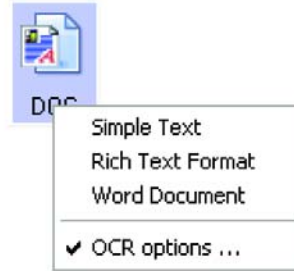 DOC
Simple Text
Rich Text Format
Word Document
OCR options ...